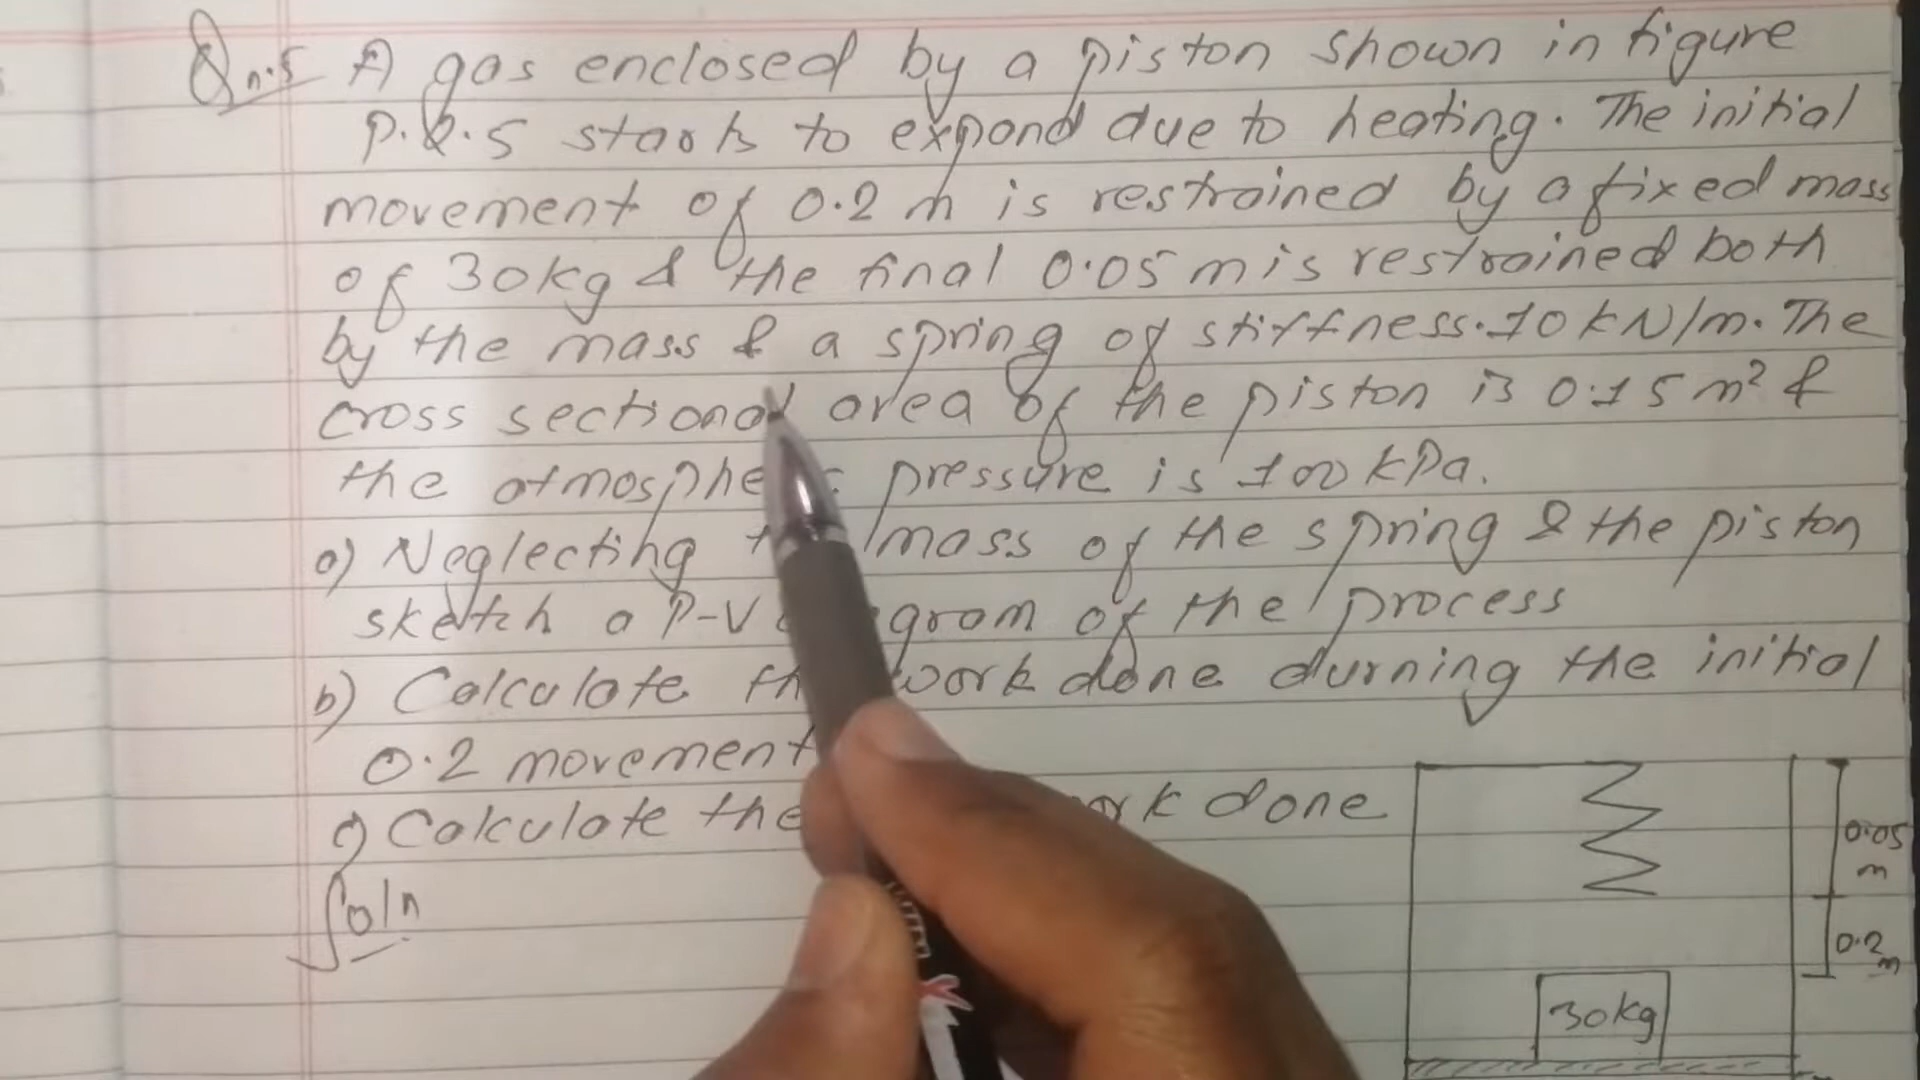 Qn.5 A gas enclosed by a piston shown in figure
P.Q.5 starts to expand due to heating. The initial
movement of 0.2 m is restrained by a fixed mass
of 30kg & the final 0.05 m is restrained both
by the mass & a spring of stiffness 10 kN/m. The
cross sectional area of the piston is 0.15 m² &
the pressure is 100 kPa.
a) Neglecting mass of the spring & the piston
sketch a P-V of the process
b) Calculate work done durning the initial
0.2 movement
c) Calculate the done
Soln
0.05
m
0.2
m
30kg